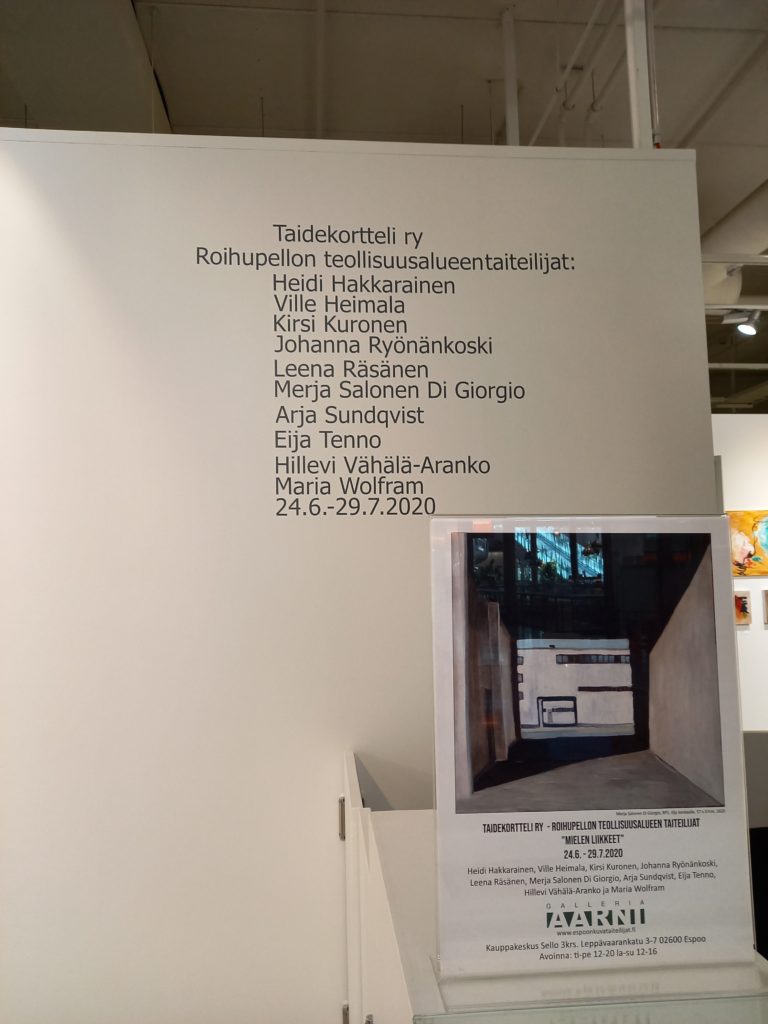 Taidekortteli ry
Roihupellon teollisuusalueentaiteilijat:
Heidi Hakkarainen
Ville Heimala
Kirsi Kuronen
Johanna Ryönänkoski
Leena Räsänen
Merja Salonen Di Giorgio
Arja Sundqvist
Eija Tenno
Hillevi Vähälä-Aranko
Maria Wolfram
24.6.-29.7.2020
TAIDEKORTTELI RY - ROIHUPELLON TEOLLISUUSALUEEN TAITEILIJAT
"MIELEN LIIKKEET"
24.6. - 29.7.2020
Heidi Hakkarainen, Ville Heimala, Kirsi Kuronen, Johanna Ryönänkoski,
Leena Räsänen, Merja Salonen Di Giorgio, Arja Sundqvist, Eija Tenno,
Hillevi Vähälä-Aranko ja Maria Wolfram
GALLERIA
AARNI
www.espoonkuvataiteilijat.fi
Kauppakeskus Sello 3krs. Leppävaarankatu 3-7 02600 Espoo
Avoinna: ti-pe 12-20 la-su 12-16